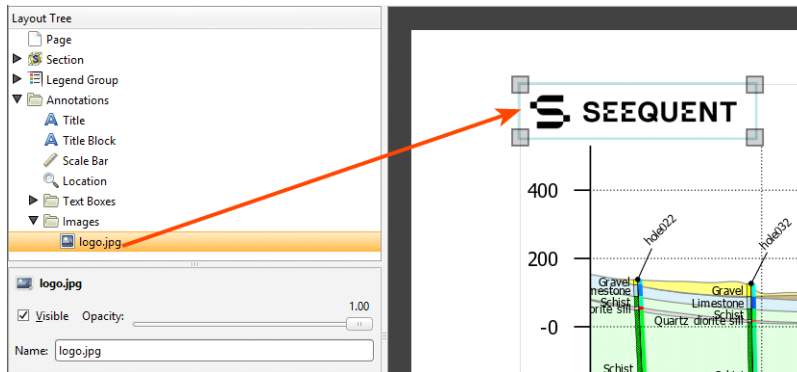 Layout Tree
Page
Section
Legend Group
Annotations
Title
Title Block
Scale Bar
Location
Text Boxes
Images
logo.jpg
logo.jpg
Visible Opacity: 1.00
Name: logo.jpg
SEEQUENT
400
200
-0
hole022
hole032
Gravel
mestone
Schist
orite sill
Schist
Gravel
Limestone
Schist
Quartz diorite sill